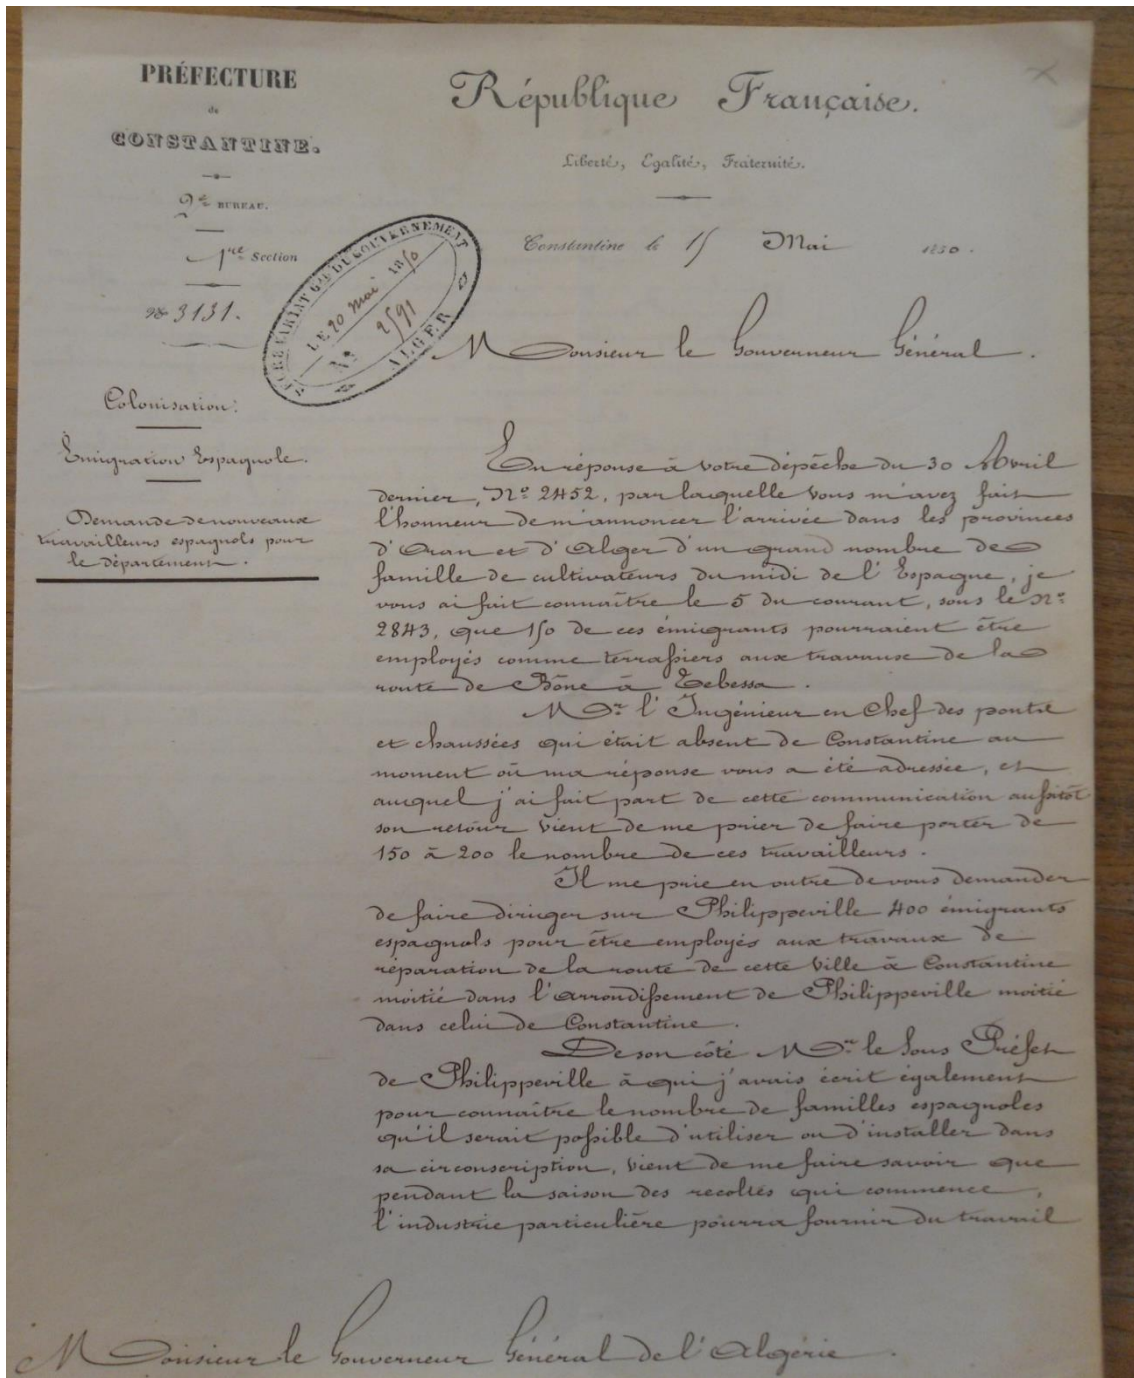 PRÉFECTURE
de
CONSTANTINE.
2e BUREAU.
1re Section
No 3131.
République Française.
Liberté, Egalité, Fraternité.
Constantine le 15 Mai 1850.
SECRÉTARIAT Gal DU GOUVERNEMENT
LE 20 Mai 1850
No 2591
ALGER
Monsieur le Gouverneur Général.
Colonisation.
Émigration Espagnole.
Demande de nouveaux
travailleurs espagnols pour
le département.
En réponse à votre dépêche du 30 Avril
dernier, No 2452, par laquelle vous m'avez fait
l'honneur de m'annoncer l'arrivée dans les provinces
d'Oran et d'Alger d'un grand nombre de
famille de cultivateurs du midi de l'Espagne, je
vous ai fait connaître le 5 du courant, sous le No
2843, que 150 de ces émigrants pourraient être
employés comme terrassiers aux travaux de la
route de Bône à Tebessa.
Mr l'Ingénieur en Chef des ponts
et chaussées qui était absent de Constantine au
moment où ma réponse vous a été adressée, et
auquel j'ai fait part de cette communication aussitôt
son retour vient de me prier de faire porter de
150 à 200 le nombre de ces travailleurs.
Il me prie en outre de vous demander
de faire diriger sur Philippeville 400 émigrants
espagnols pour être employés aux travaux de
réparation de la route de cette ville à Constantine
moitié dans l'arrondissement de Philippeville moitié
dans celui de Constantine.
De son côté Mr le Sous Préfet
de Philippeville à qui j'avais écrit également
pour connaître le nombre de familles espagnoles
qu'il serait possible d'utiliser ou d'installer dans
sa circonscription, vient de me faire savoir que
pendant la saison des recoltes qui commence,
l'industrie particulière pourra fournir du travail
Monsieur le Gouverneur Général de l'Algérie.